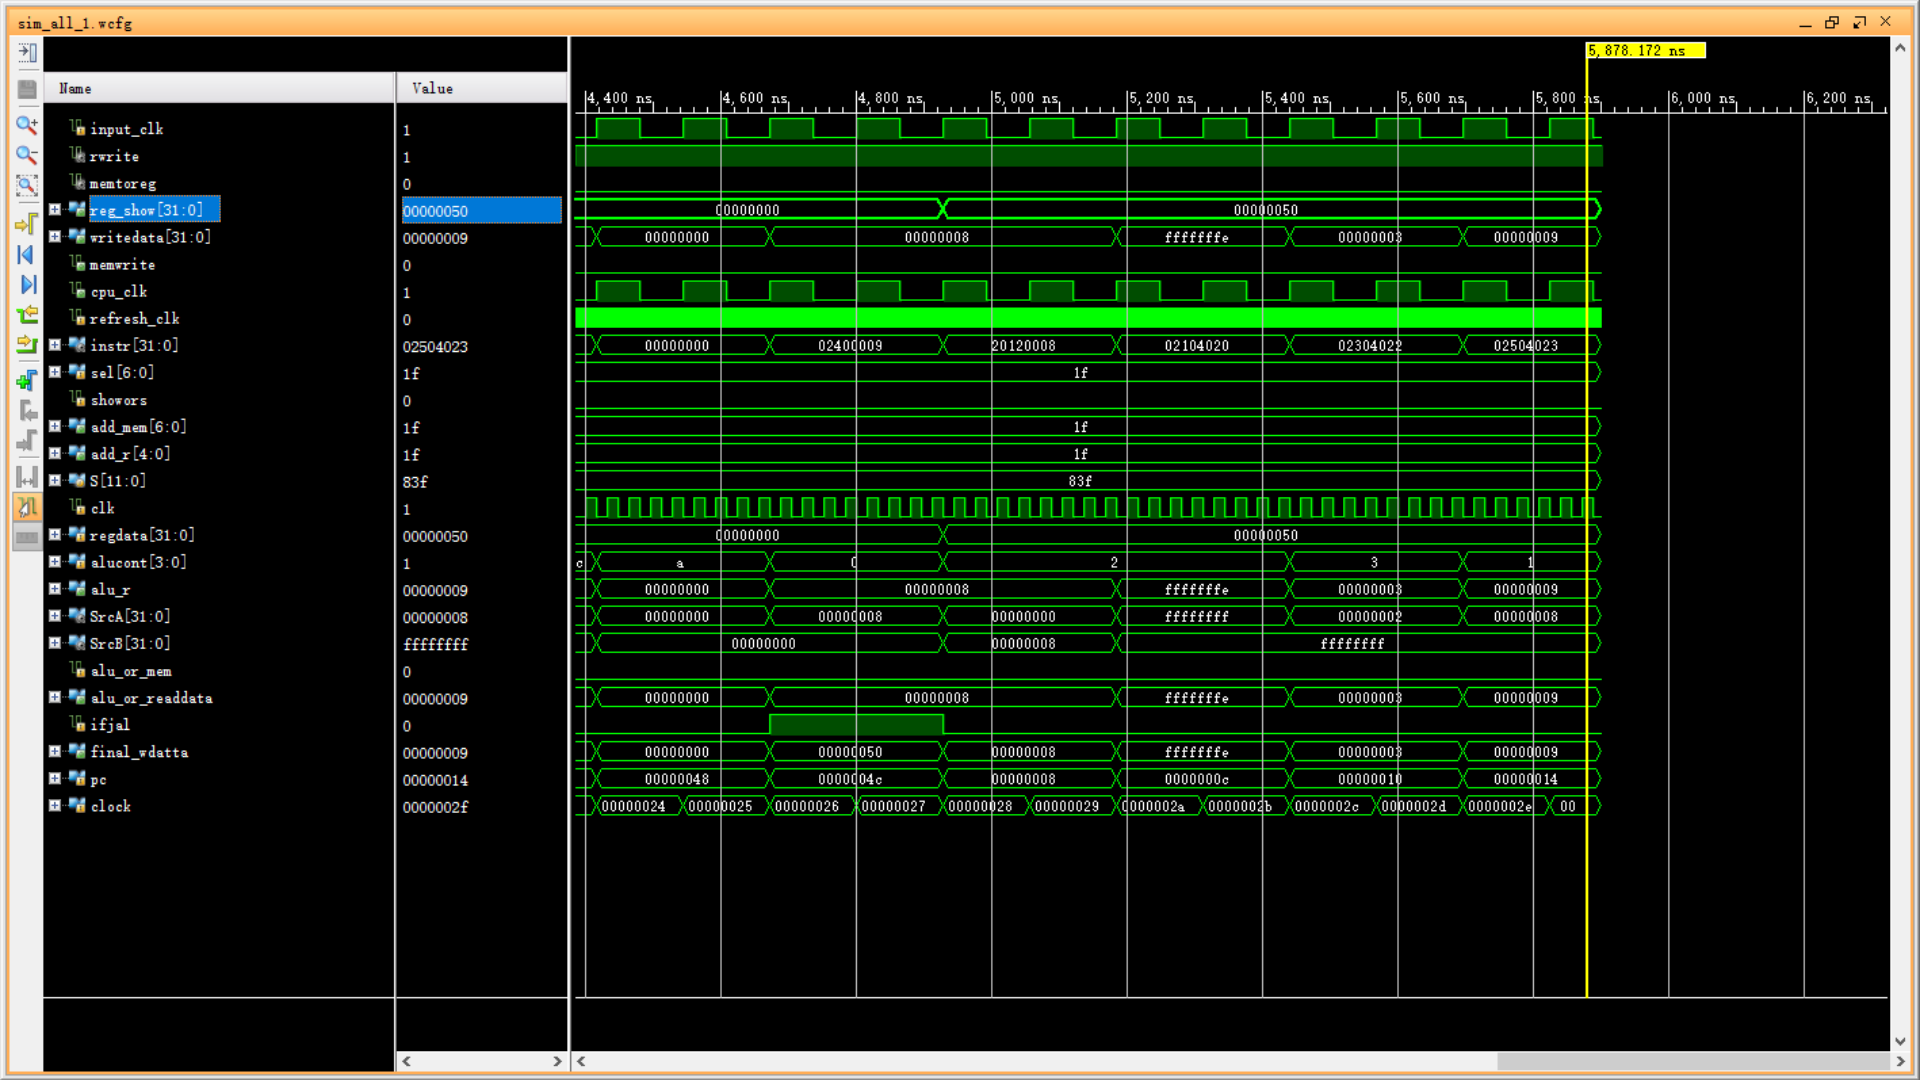 sim_all_1.wcfg
5,878.172 ns
Name Value
4,400 ns 4,600 ns 4,800 ns 5,000 ns 5,200 ns 5,400 ns 5,600 ns 5,800 ns 6,000 ns 6,200 ns
input_clk 1
rwrite 1
memtoreg 0
reg_show[31:0] 00000050 00000000 00000050
writedata[31:0] 00000009 00000000 00000008 fffffffe 00000003 00000009
memwrite 0
cpu_clk 1
refresh_clk 0
instr[31:0] 02504023 00000000 02400009 20120008 02104020 02304022 02504023
sel[6:0] 1f 1f
showors 0
add_mem[6:0] 1f 1f
add_r[4:0] 1f 1f
S[11:0] 83f 83f
clk 1
regdata[31:0] 00000050 00000000 00000050
alucont[3:0] 1 c a 0 2 3 1
alu_r 00000009 00000000 00000008 fffffffe 00000003 00000009
SrcA[31:0] 00000008 00000000 00000008 00000000 ffffffff 00000002 00000008
SrcB[31:0] ffffffff 00000000 00000008 ffffffff
alu_or_mem 0
alu_or_readdata 00000009 00000000 00000008 fffffffe 00000003 00000009
ifjal 0
final_wdatta 00000009 00000000 00000050 00000008 fffffffe 00000003 00000009
pc 00000014 00000048 0000004c 00000008 0000000c 00000010 00000014
clock 0000002f 00000024 00000025 00000026 00000027 00000028 00000029 0000002a 0000002b 0000002c 0000002d 0000002e 00